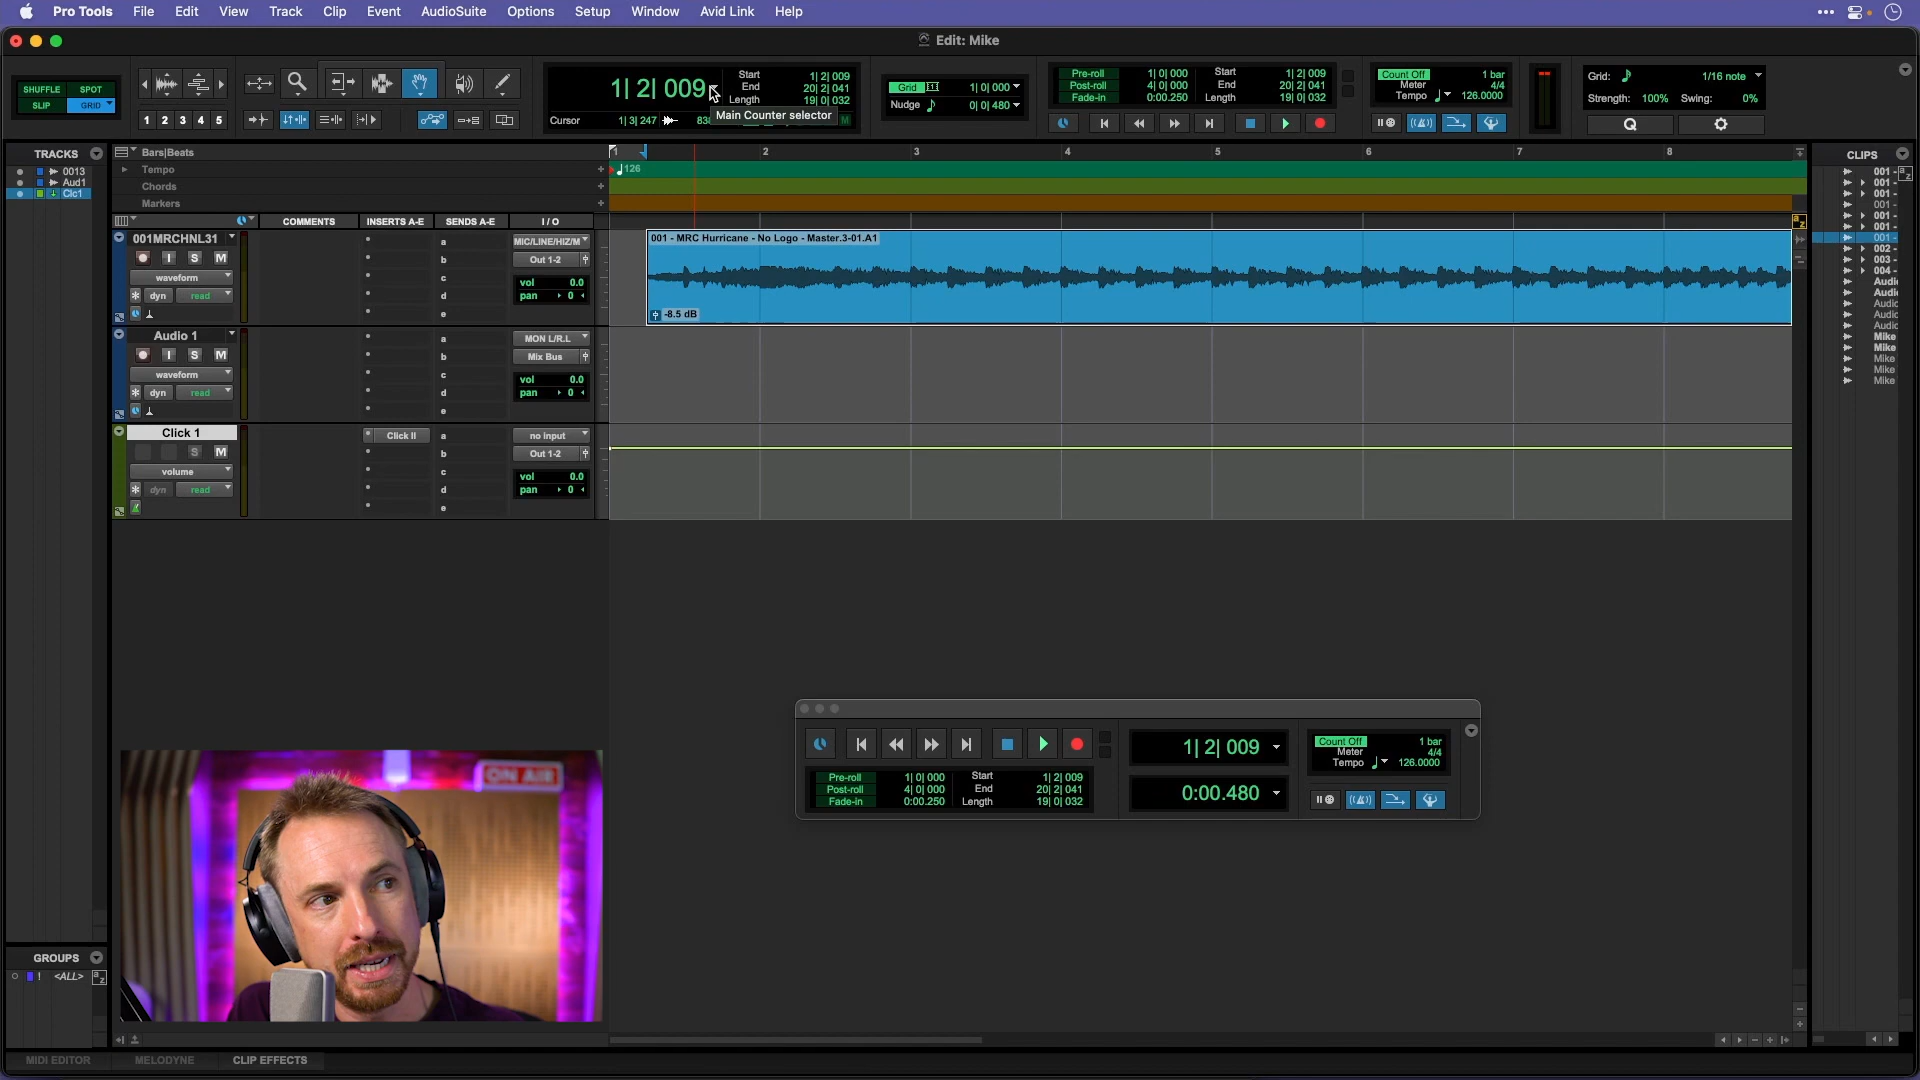 Pro Tools File Edit View Track Clip Event AudioSuite Options Setup Window Avid Link Help
Edit: Mike
SHUFFLE SPOT
SLIP GRID
1 2 3 4 5
1| 2| 009
Start 1| 2| 009
End 20| 2| 041
Length 19| 0| 032
Cursor 1| 3| 247
Main Counter selector
Grid 1| 0| 000
Nudge 0| 0| 480
Pre-roll 1| 0| 000 Start 1| 2| 009
Post-roll 4| 0| 000 End 20| 2| 041
Fade-in 0:00.250 Length 19| 0| 032
Count Off 1 bar
Meter 4/4
Tempo 126.0000
Grid: 1/16 note
Strength: 100% Swing: 0%
Q
TRACKS
0013
Aud1
Clc1
Bars|Beats
Tempo
Chords
Markers
1 2 3 4 5 6 7 8
126
CLIPS
001 -
001 -
001 -
001 -
001 -
001 -
001 -
002 -
003 -
004 -
Audio
Audio
Audio
Audio
Audio
Mike
Mike
Mike
Mike
Mike
COMMENTS INSERTS A-E SENDS A-E I / O
001MRCHNL31
I S M
waveform
dyn read
a
b
c
d
e
MIC/LINE/HIZ/M
Out 1-2
vol 0.0
pan 0
001 - MRC Hurricane - No Logo - Master.3-01.A1
-8.5 dB
Audio 1
I S M
waveform
dyn read
a
b
c
d
e
MON L/R.L
Mix Bus
vol 0.0
pan 0
Click 1
S M
volume
dyn read
Click II
a
b
c
d
e
no input
Out 1-2
vol 0.0
pan 0
1| 2| 009
0:00.480
Pre-roll 1| 0| 000 Start 1| 2| 009
Post-roll 4| 0| 000 End 20| 2| 041
Fade-in 0:00.250 Length 19| 0| 032
Count Off 1 bar
Meter 4/4
Tempo 126.0000
ON AIR
GROUPS
! <ALL>
MIDI EDITOR MELODYNE CLIP EFFECTS